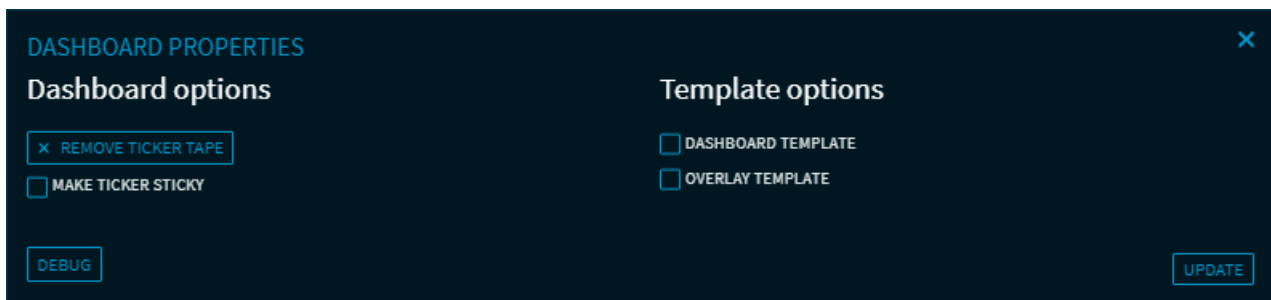 DASHBOARD PROPERTIES
Dashboard options
REMOVE TICKER TAPE
MAKE TICKER STICKY
DEBUG
Template options
DASHBOARD TEMPLATE
OVERLAY TEMPLATE
UPDATE